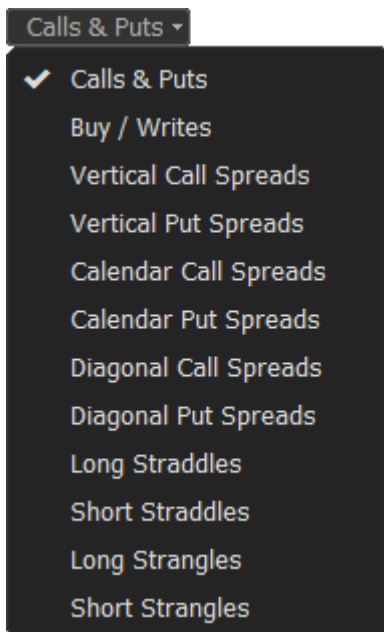 Calls & Puts
Calls & Puts
Buy / Writes
Vertical Call Spreads
Vertical Put Spreads
Calendar Call Spreads
Calendar Put Spreads
Diagonal Call Spreads
Diagonal Put Spreads
Long Straddles
Short Straddles
Long Strangles
Short Strangles